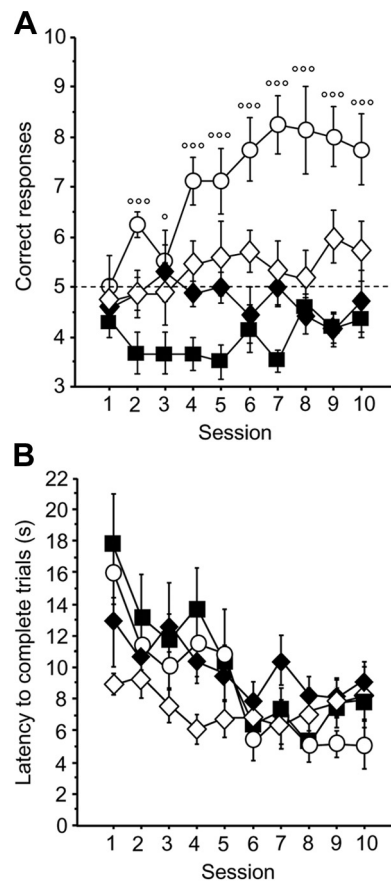 A
10
9
8
7
6
5
4
3
Correct responses
°°° ° °°° °°° °°° °°° °°° °°° °°°
1 2 3 4 5 6 7 8 9 10
Session
B
22
20
18
16
14
12
10
8
6
4
2
0
Latency to complete trials (s)
1 2 3 4 5 6 7 8 9 10
Session